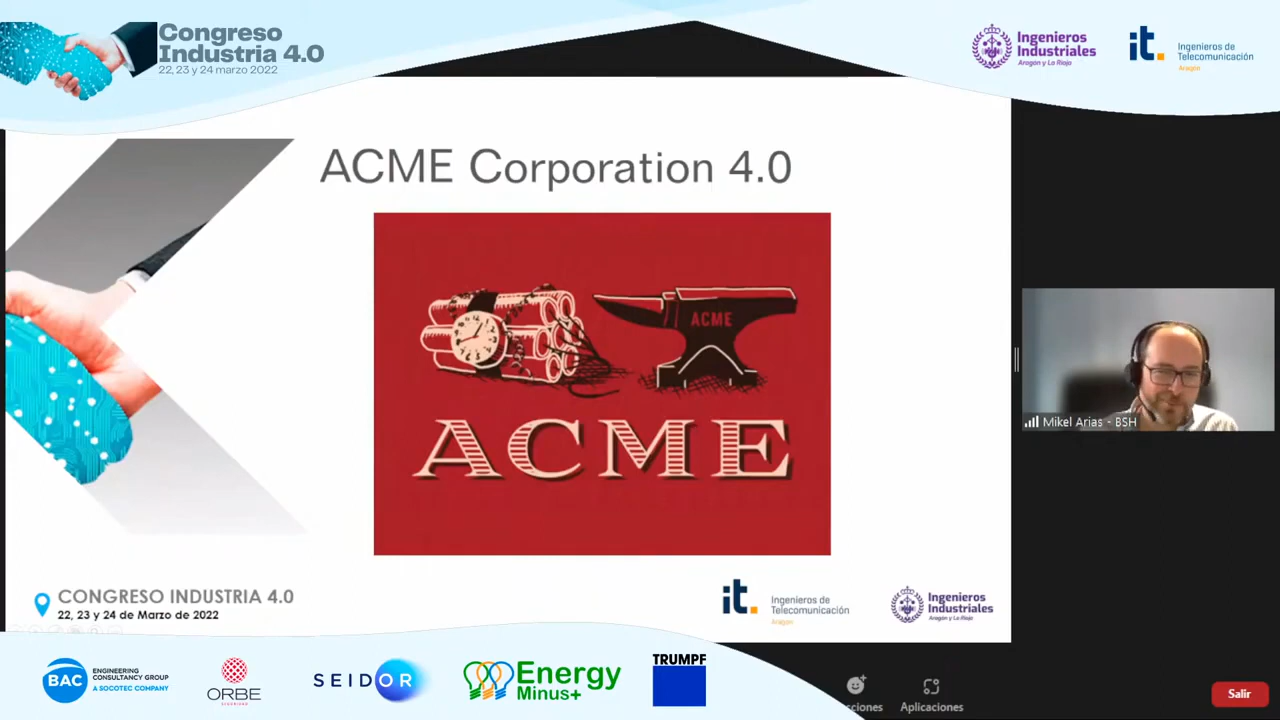 Congreso
Industria 4.0
22, 23 y 24 marzo 2022
Ingenieros
Industriales
Aragón y La Rioja
it.
Ingenieros de
Telecomunicación
Aragón
ACME Corporation 4.0
ACME
ACME
Mikel Arias - BSH
CONGRESO INDUSTRIA 4.0
22, 23 y 24 de Marzo de 2022
it.
Ingenieros de
Telecomunicación
Aragón
Ingenieros
Industriales
Aragón y La Rioja
BAC
ENGINEERING
CONSULTANCY GROUP
A SOCOTEC COMPANY
ORBE
SEGURIDAD
SEIDOR
Energy
Minus+
TRUMPF
cciones
Aplicaciones
Salir